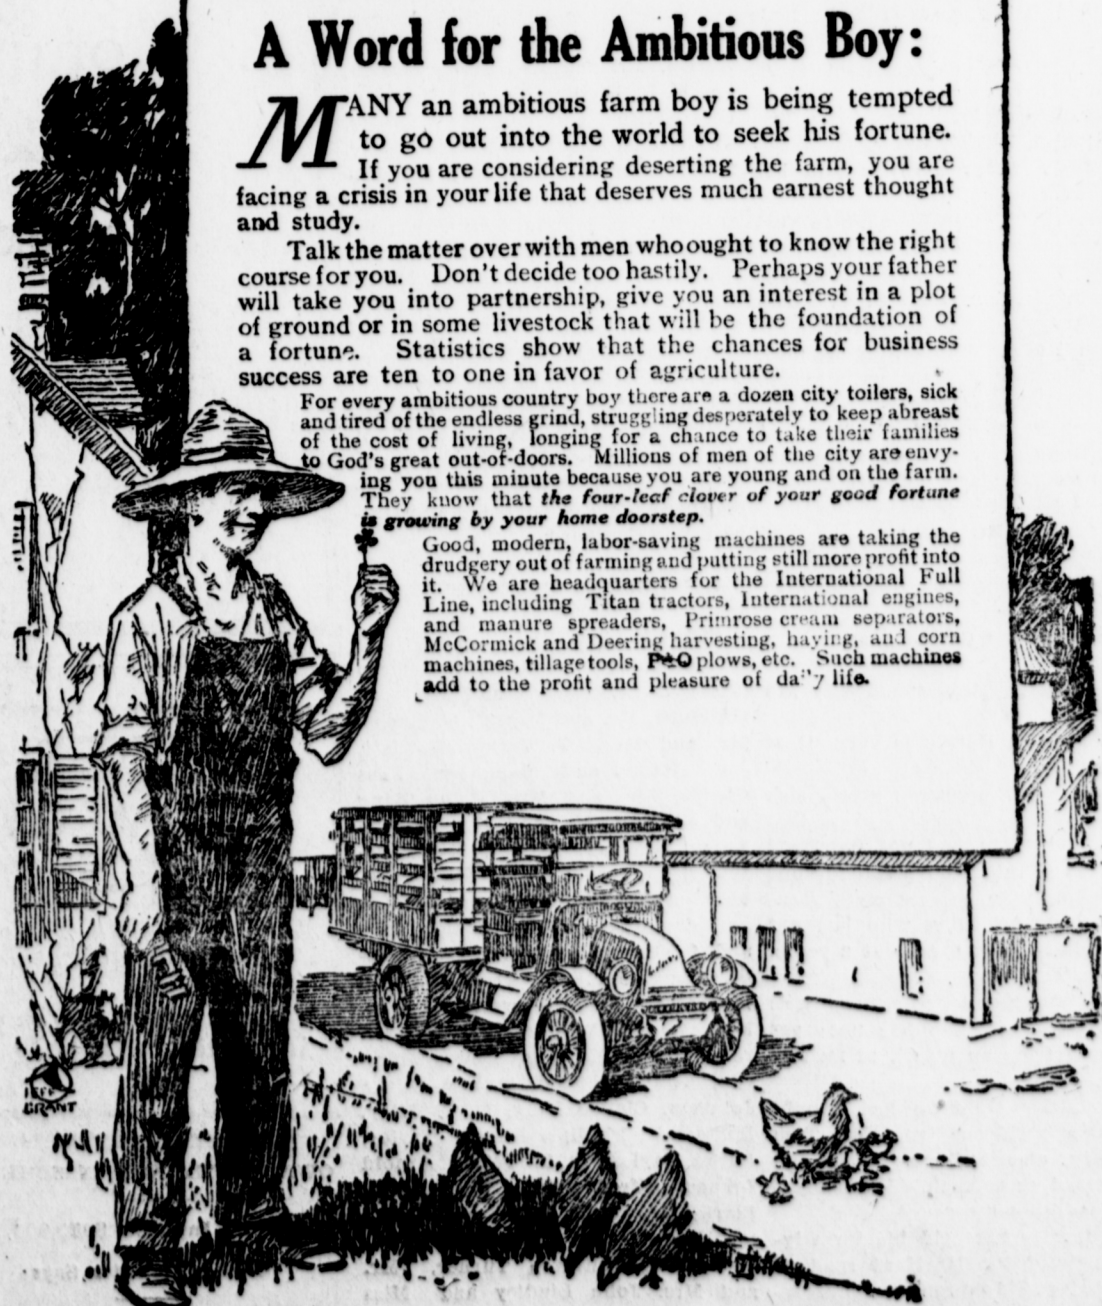 A Word for the Ambitious Boy:
MANY an ambitious farm boy is being tempted
to go out into the world to seek his fortune.
If you are considering deserting the farm, you are
facing a crisis in your life that deserves much earnest thought
and study.
Talk the matter over with men who ought to know the right
course for you. Don't decide too hastily. Perhaps your father
will take you into partnership, give you an interest in a plot
of ground or in some livestock that will be the foundation of
a fortune. Statistics show that the chances for business
success are ten to one in favor of agriculture.
For every ambitious country boy there are a dozen city toilers, sick
and tired of the endless grind, struggling desperately to keep abreast
of the cost of living, longing for a chance to take their families
to God's great out-of-doors. Millions of men of the city are envy-
ing you this minute because you are young and on the farm.
They know that the four-leaf clover of your good fortune
is growing by your home doorstep.
Good, modern, labor-saving machines are taking the
drudgery out of farming and putting still more profit into
it. We are headquarters for the International Full
Line, including Titan tractors, International engines,
and manure spreaders, Primrose cream separators,
McCormick and Deering harvesting, haying, and corn
machines, tillage tools, P&O plows, etc. Such machines
add to the profit and pleasure of daily life.
JEFF
GRANT